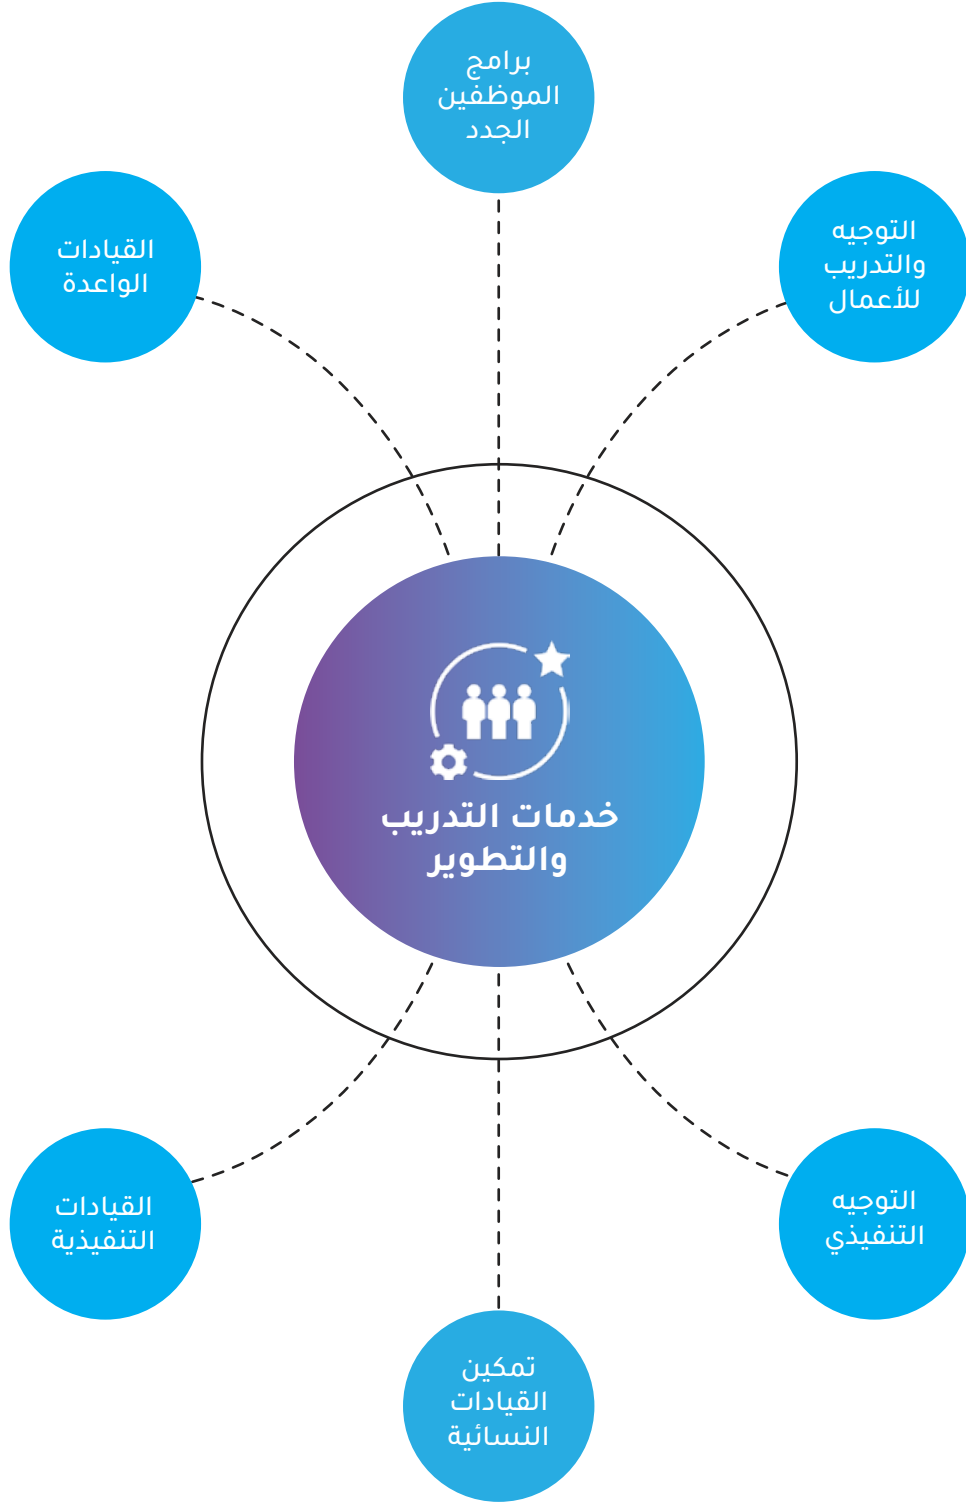 برامج
الموظفين
الجدد
التوجيه
والتدريب
للأعمال
القيادات
الواعدة
خدمات التدريب
والتطوير
التوجيه
التنفيذي
القيادات
التنفيذية
تمكين
القيادات
النسائية